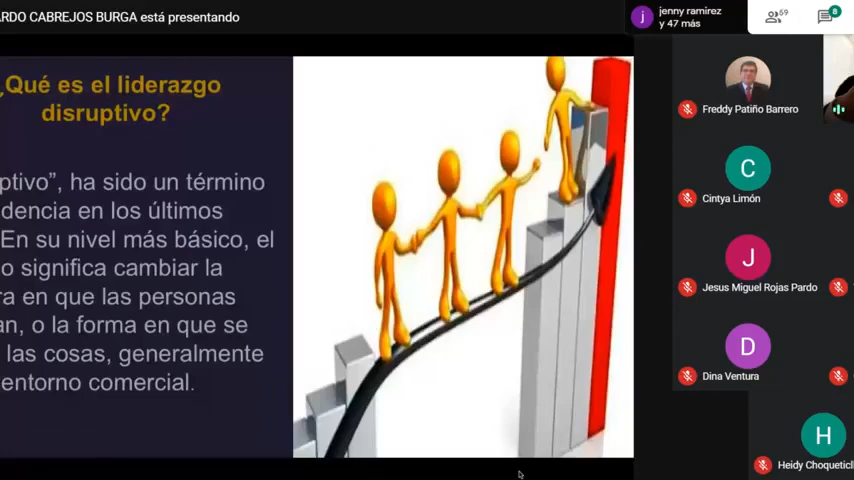 ARDO CABREJOS BURGA está presentando
jenny ramirez
y 47 más
j
59
8
¿Qué es el liderazgo
disruptivo?
ptivo”, ha sido un término
dencia en los últimos
En su nivel más básico, el
o significa cambiar la
ra en que las personas
an, o la forma en que se
las cosas, generalmente
entorno comercial.
Freddy Patiño Barrero
C
Cintya Limón
J
Jesus Miguel Rojas Pardo
D
Dina Ventura
H
Heidy Choqueticll